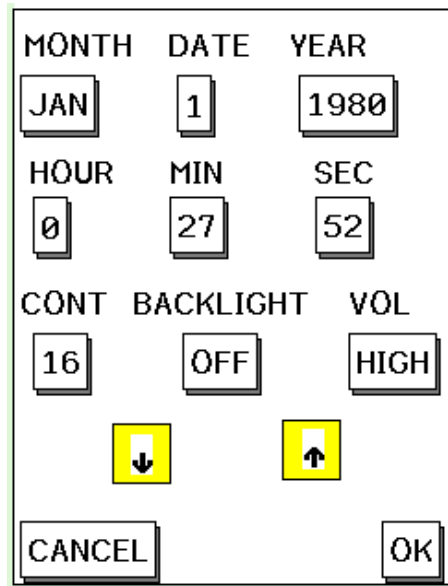 MONTH DATE YEAR
JAN 1 1980
HOUR MIN SEC
0 27 52
CONT BACKLIGHT VOL
16 OFF HIGH
↓ ↑
CANCEL OK